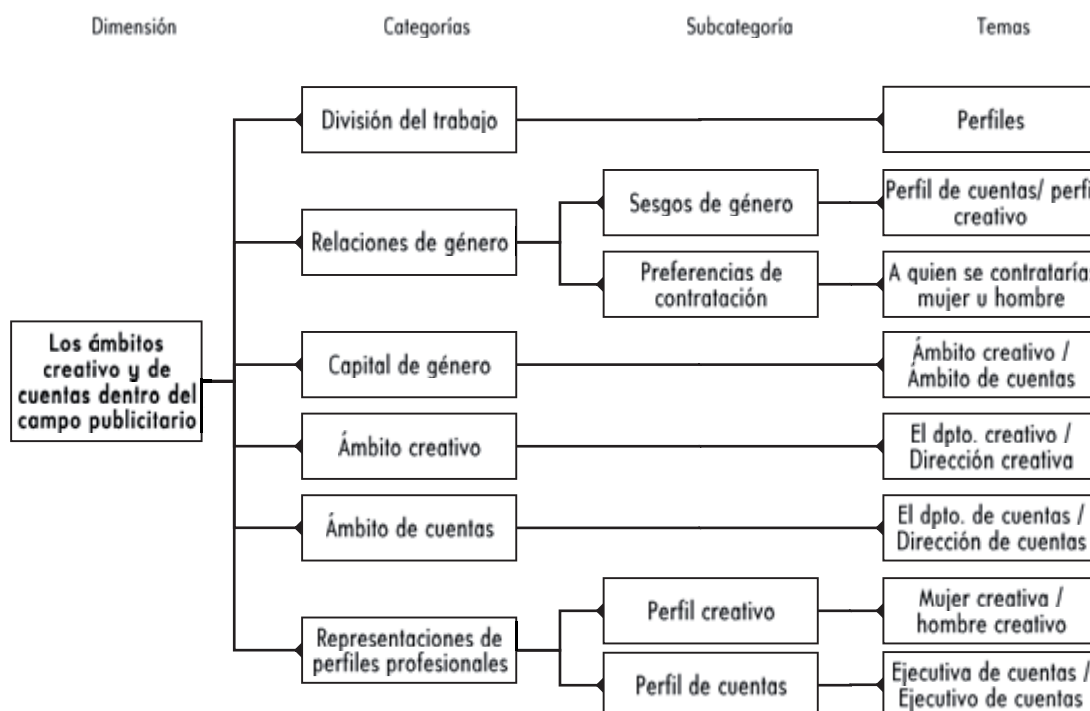 Dimensión
Categorías
Subcategoría
Temas
División del trabajo
Perfiles
Relaciones de género
Sesgos de género
Perfil de cuentas/ perfi
creativo
Preferencias de
contratación
A quien se contrataría
mujer u hombre
Los ámbitos
creativo y de
cuentas dentro del
campo publicitario
Capital de género
Ámbito creativo /
Ámbito de cuentas
Ámbito creativo
El dpto. creativo /
Dirección creativa
Ámbito de cuentas
El dpto. de cuentas /
Dirección de cuentas
Representaciones de
perfiles profesionales
Perfil creativo
Mujer creativa /
hombre creativo
Perfil de cuentas
Ejecutiva de cuentas /
Ejecutivo de cuentas